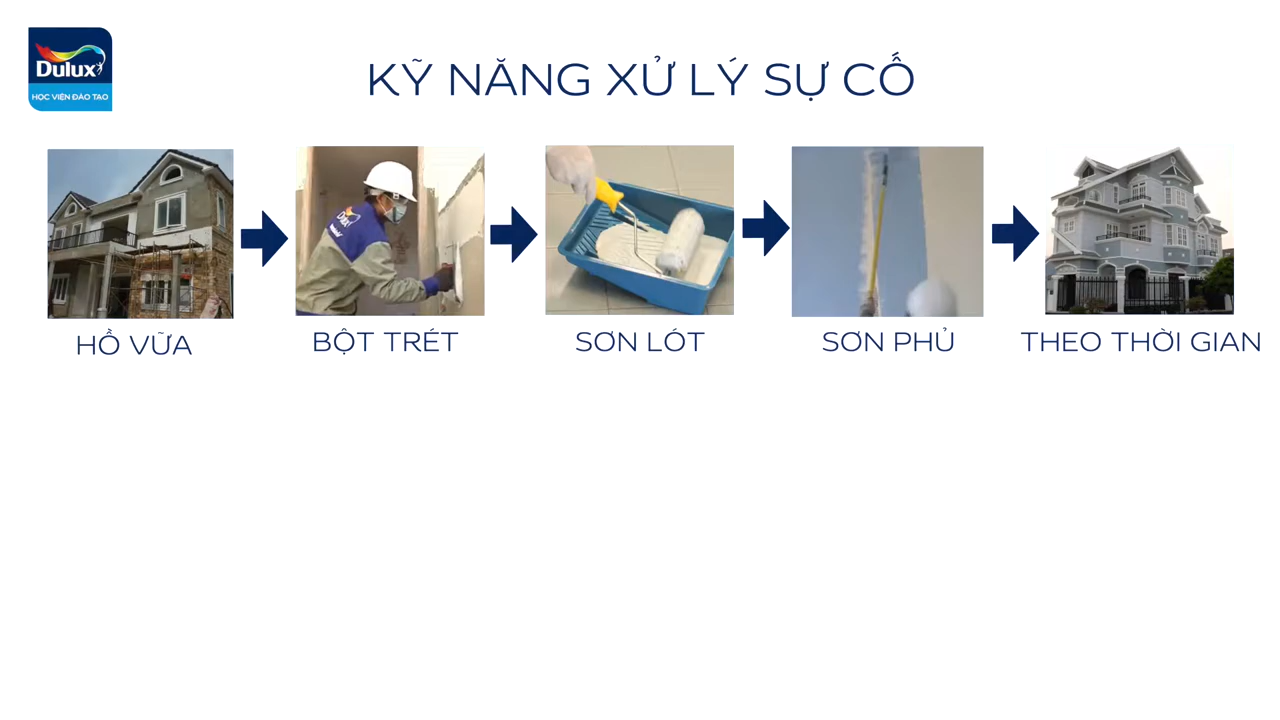 Dulux
HỌC VIỆN ĐÀO TẠO
KỸ NĂNG XỬ LÝ SỰ CỐ
Dulux
HỒ VỮA
BỘT TRÉT
SƠN LÓT
SƠN PHỦ
THEO THỜI GIAN